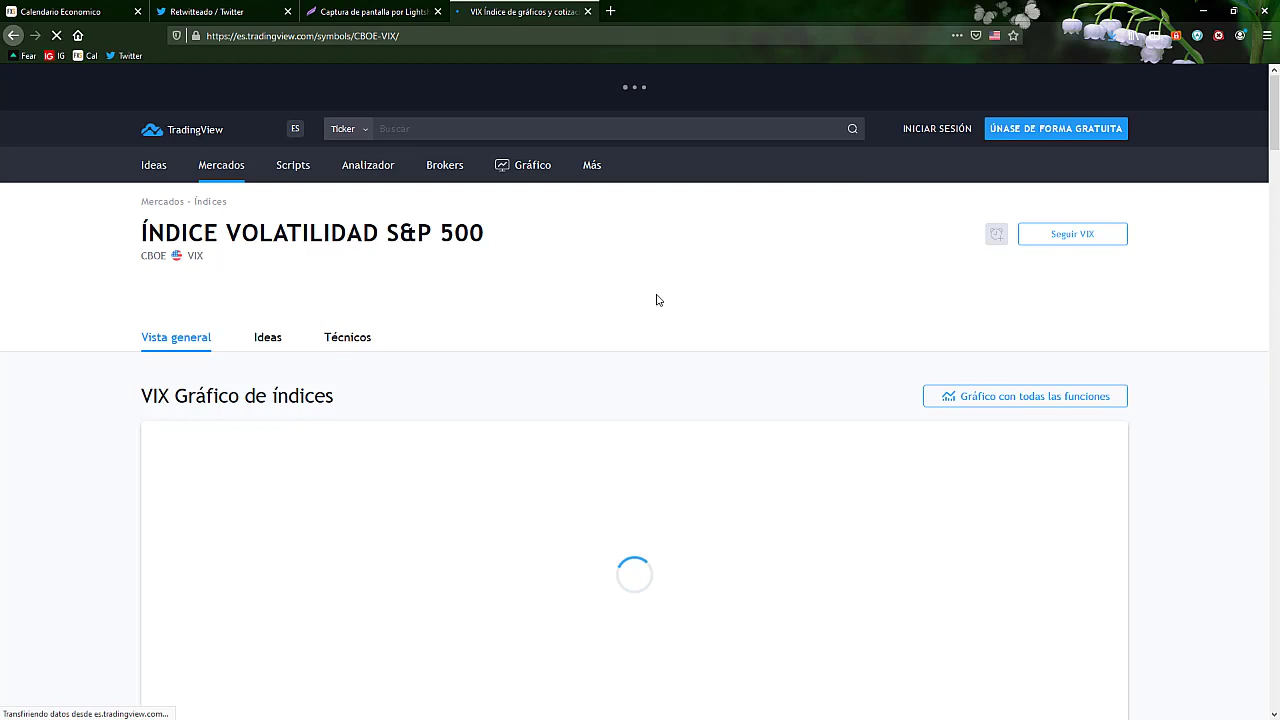 Calendario Economico
Retwitteado / Twitter
Captura de pantalla por Lightsh
VIX Índice de gráficos y cotizac
https://es.tradingview.com/symbols/CBOE-VIX/
Fear
IG
Cal
Twitter
TradingView
ES
Ticker
Buscar
INICIAR SESIÓN
ÚNASE DE FORMA GRATUITA
Ideas
Mercados
Scripts
Analizador
Brokers
Gráfico
Más
Mercados - Índices
ÍNDICE VOLATILIDAD S&P 500
CBOE VIX
Seguir VIX
Vista general
Ideas
Técnicos
VIX Gráfico de índices
Gráfico con todas las funciones
Transfiriendo datos desde es.tradingview.com...